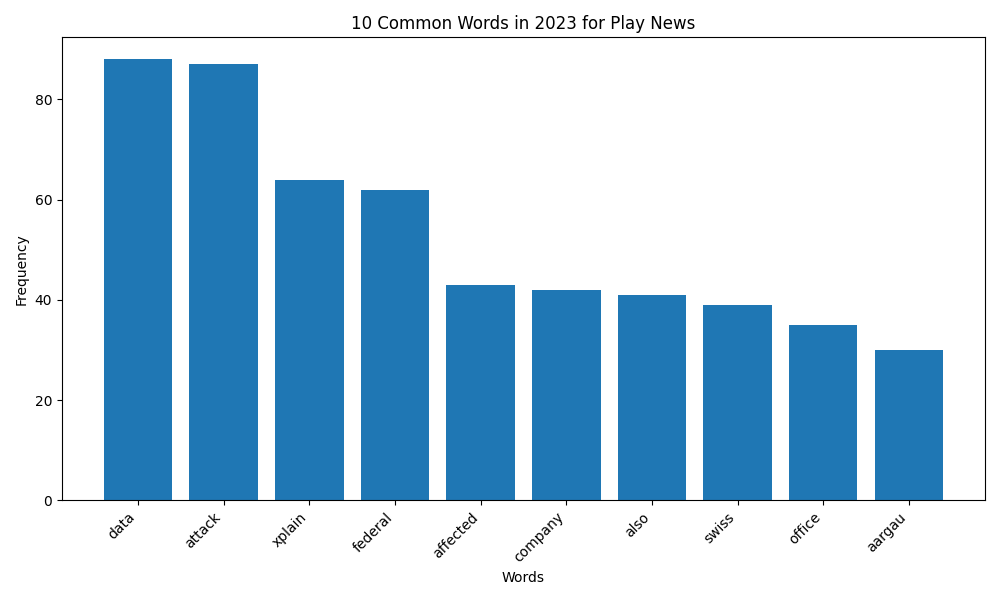 10 Common Words in 2023 for Play News
Frequency
80
60
40
20
0
data
attack
xplain
federal
affected
company
also
swiss
office
aargau
Words